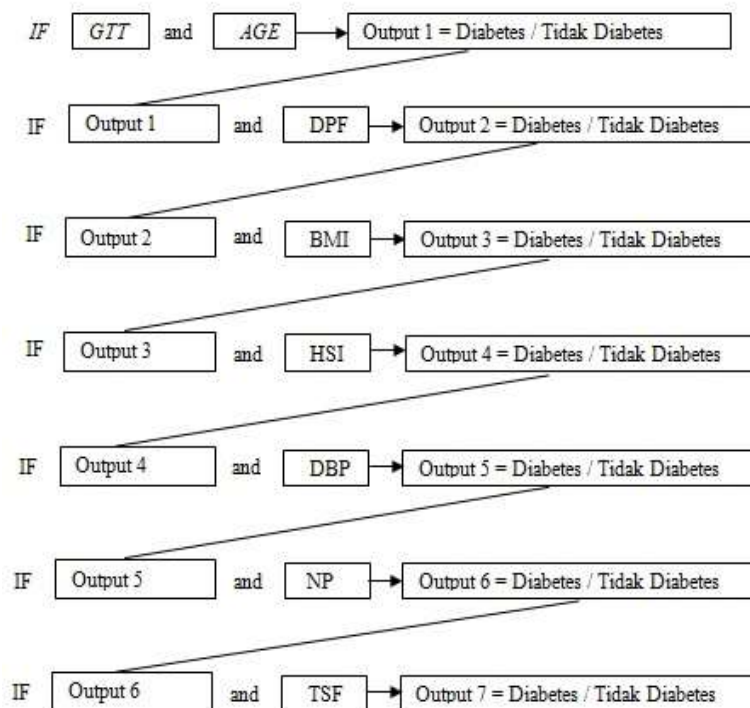 IF GTT and AGE Output 1 = Diabetes / Tidak Diabetes
IF Output 1 and DPF Output 2 = Diabetes / Tidak Diabetes
IF Output 2 and BMI Output 3 = Diabetes / Tidak Diabetes
IF Output 3 and HSI Output 4 = Diabetes / Tidak Diabetes
IF Output 4 and DBP Output 5 = Diabetes / Tidak Diabetes
IF Output 5 and NP Output 6 = Diabetes / Tidak Diabetes
IF Output 6 and TSF Output 7 = Diabetes / Tidak Diabetes